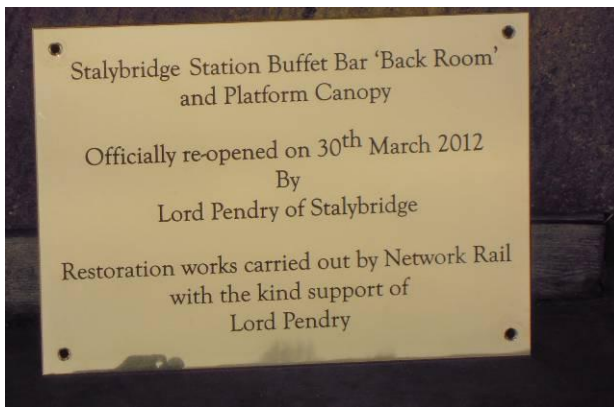 Stalybridge Station Buffet Bar ‘Back Room’
and Platform Canopy
Officially re-opened on 30th March 2012
By
Lord Pendry of Stalybridge
Restoration works carried out by Network Rail
with the kind support of
Lord Pendry